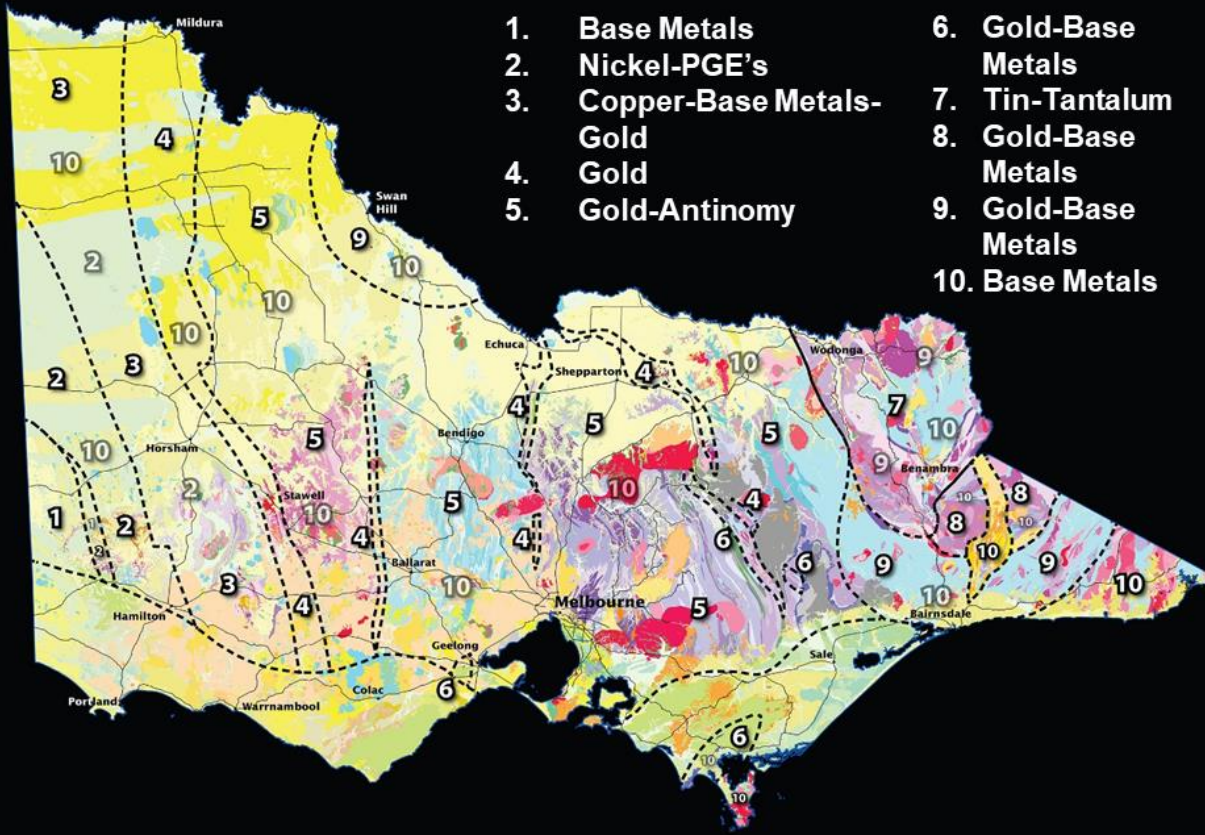 1. Base Metals
2. Nickel-PGE's
3. Copper-Base Metals-
Gold
4. Gold
5. Gold-Antinomy
6. Gold-Base
Metals
7. Tin-Tantalum
8. Gold-Base
Metals
9. Gold-Base
Metals
10. Base Metals
Mildura
3
4
10
Swan
Hill
5
9
2
10
10
10
Echuca
Wodonga
2
3
Shepparton
4
10
9
4
7
5
5
5
10
Bendigo
10
Horsham
9
Benambra
2
Stawell
10
10
8
1
1
2
5
4
10
8
10
2
4
4
6
10
3
Ballarat
6
9
9
10
4
10
Melbourne
5
10
Hamilton
Bairnsdale
Geelong
Sale
Portland
Colac
6
Warrnambool
6
10
10